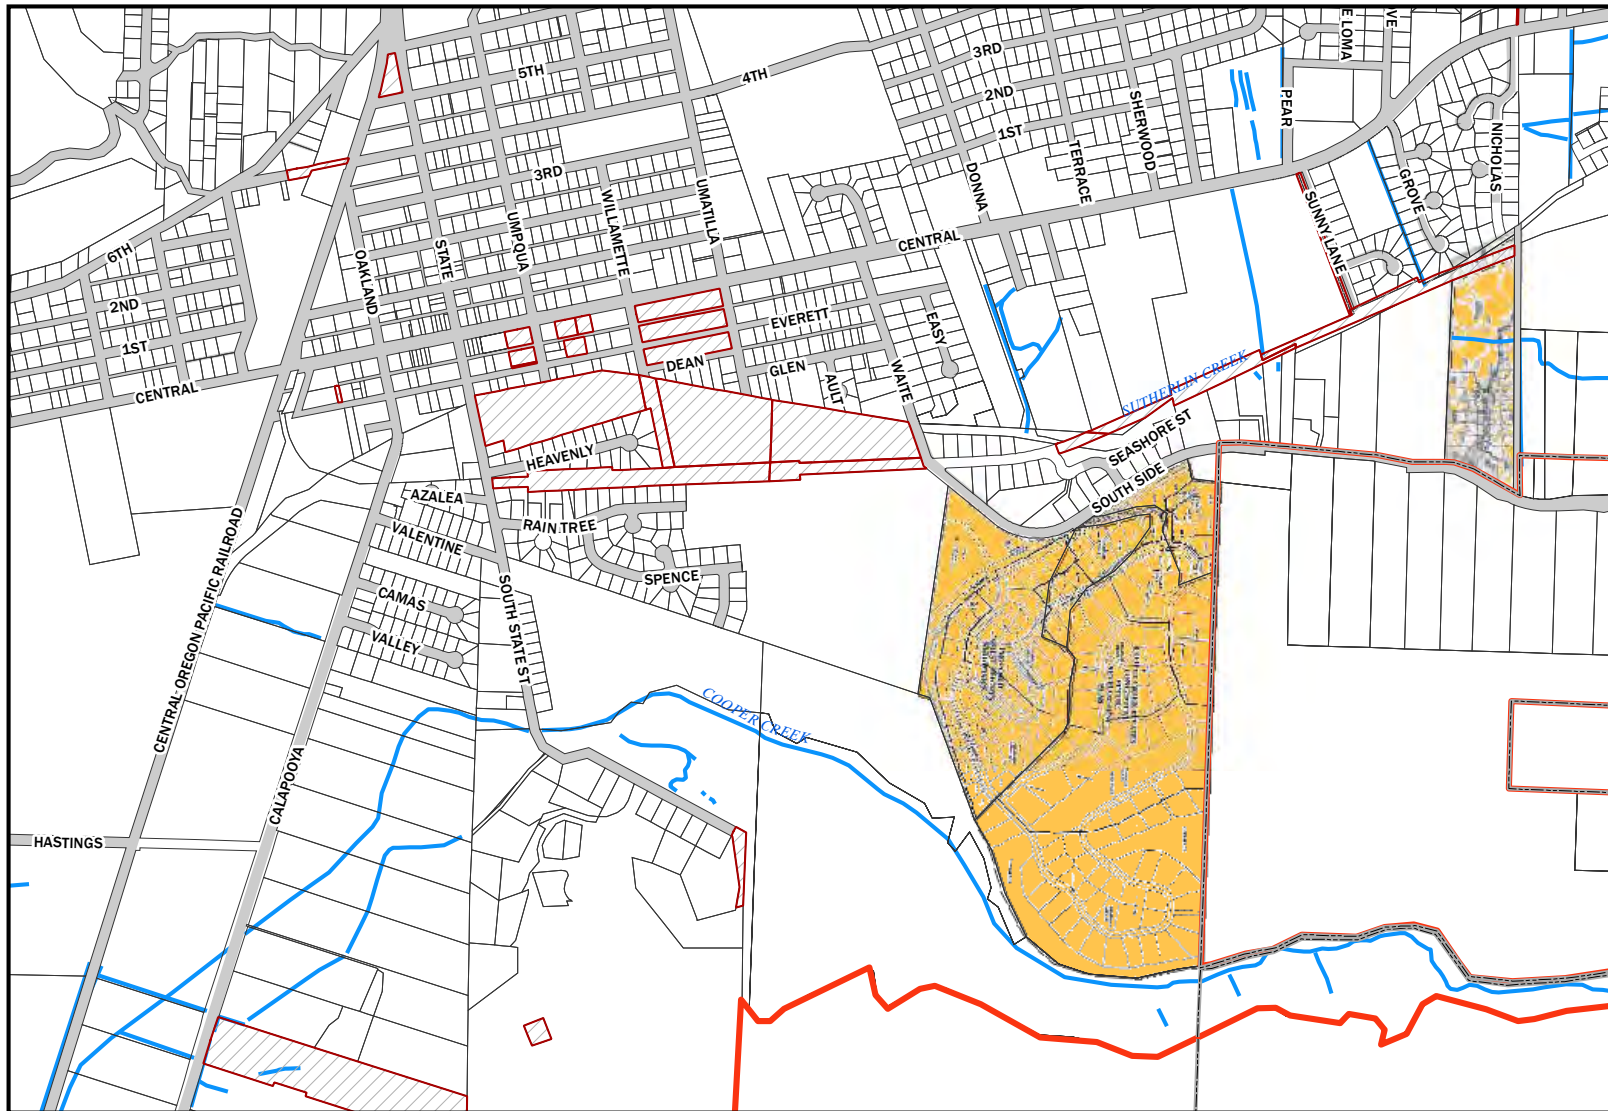 E LOMA
VE
5TH
4TH
3RD
2ND
1ST
SHERWOOD
PEAR
NICHOLAS
TERRACE
DONNA
GROVE
SUNNY LANE
3RD
UMATILLA
WILLAMETTE
UMPQUA
STATE
OAKLAND
6TH
2ND
1ST
CENTRAL
CENTRAL
EVERETT
EASY
DEAN
GLEN
AULT
WAITE
SUTHERLIN CREEK
SEASHORE ST
SOUTH SIDE
HEAVENLY
AZALEA
VALENTINE
RAIN TREE
SPENCE
CAMAS
VALLEY
SOUTH STATE ST
CENTRAL OREGON PACIFIC RAILROAD
COOPER CREEK
CALAPOOYA
HASTINGS